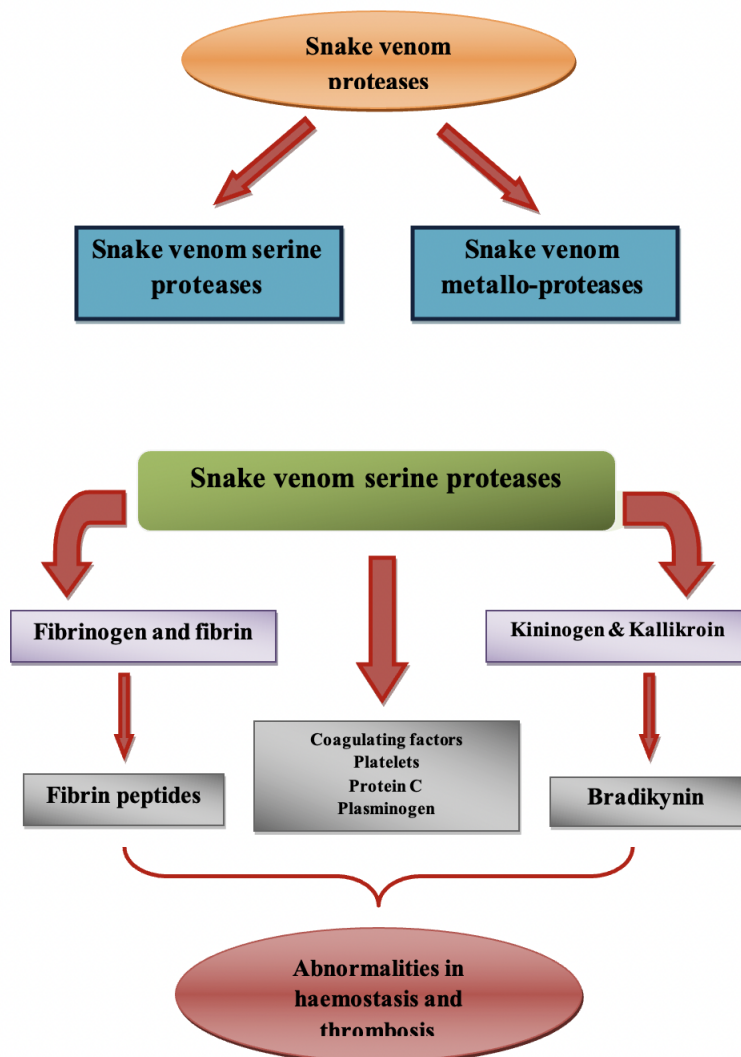 Snake venom
proteases
Snake venom serine
proteases
Snake venom
metallo-proteases
Snake venom serine proteases
Fibrinogen and fibrin
Kininogen & Kallikroin
Coagulating factors
Platelets
Protein C
Plasminogen
Fibrin peptides
Bradikynin
Abnormalities in
haemostasis and
thrombosis